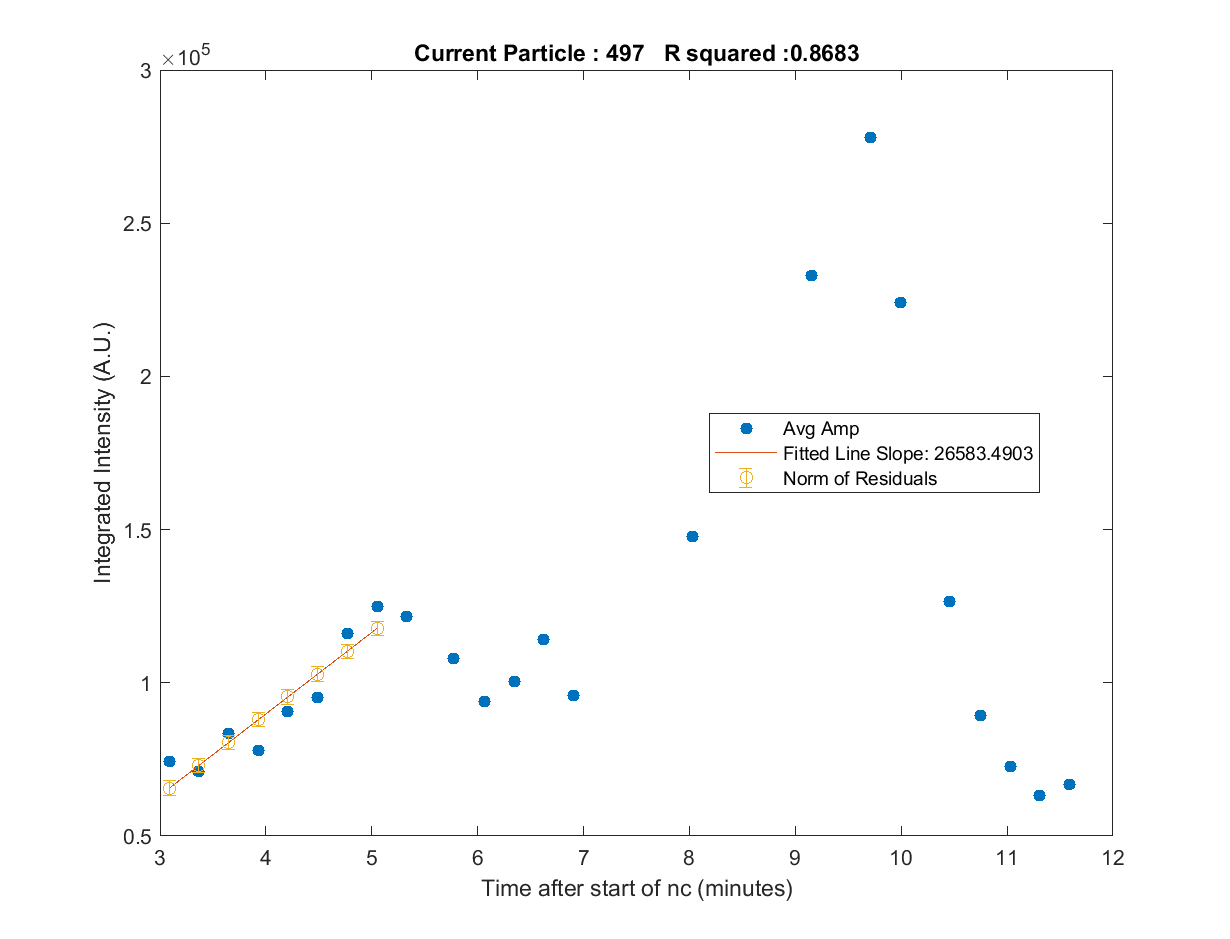 Current Particle : 497 R squared :0.8683
×10^5
3
2.5
2
1.5
1
0.5
Integrated Intensity (A.U.)
Avg Amp
Fitted Line Slope: 26583.4903
Norm of Residuals
3 4 5 6 7 8 9 10 11 12
Time after start of nc (minutes)